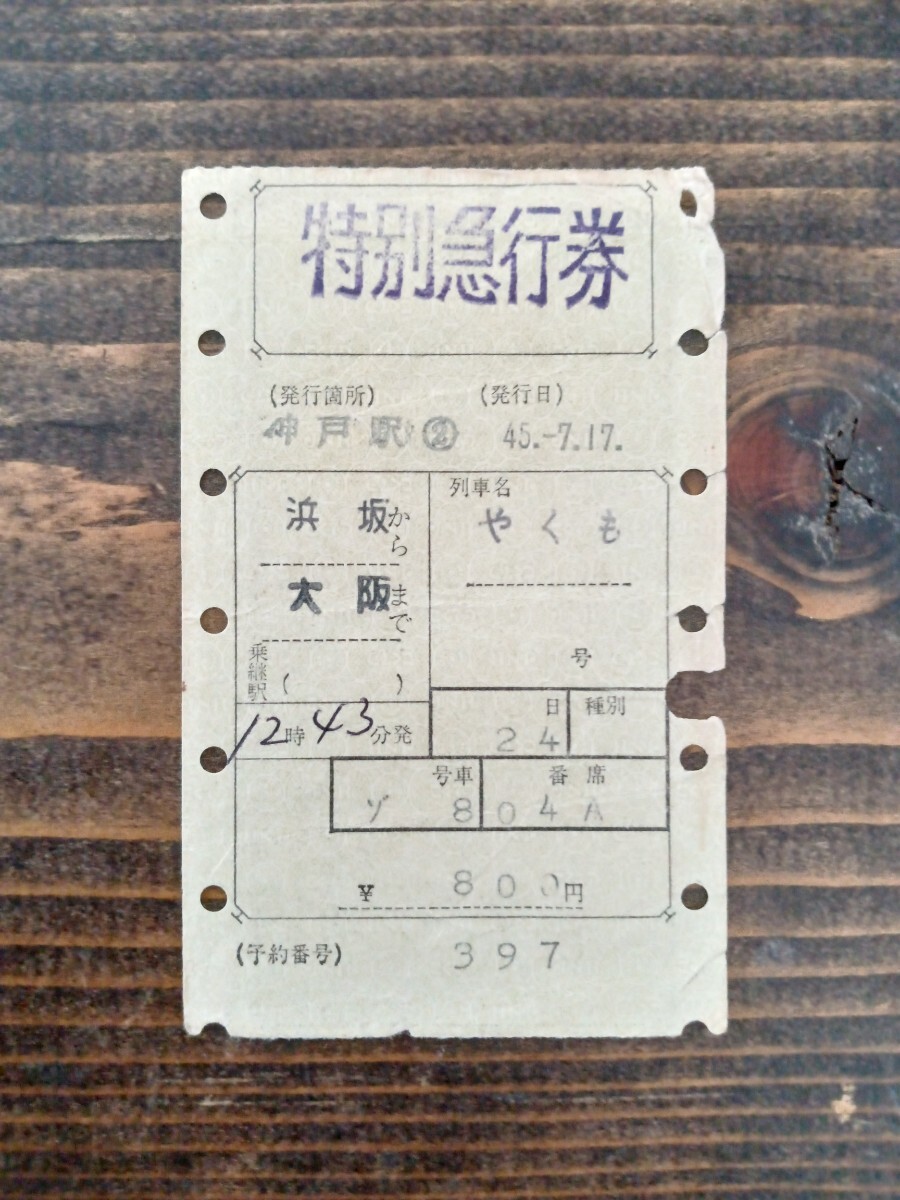 特別急行券
(発行箇所) (発行日)
神戸駅② 45.-7.17.
浜坂から
大阪まで
乗継駅( )
12時43分発
列車名
やくも
号
日 種別
24
号車 番席
ゾ 8 04A
¥ 800円
(予約番号) 397